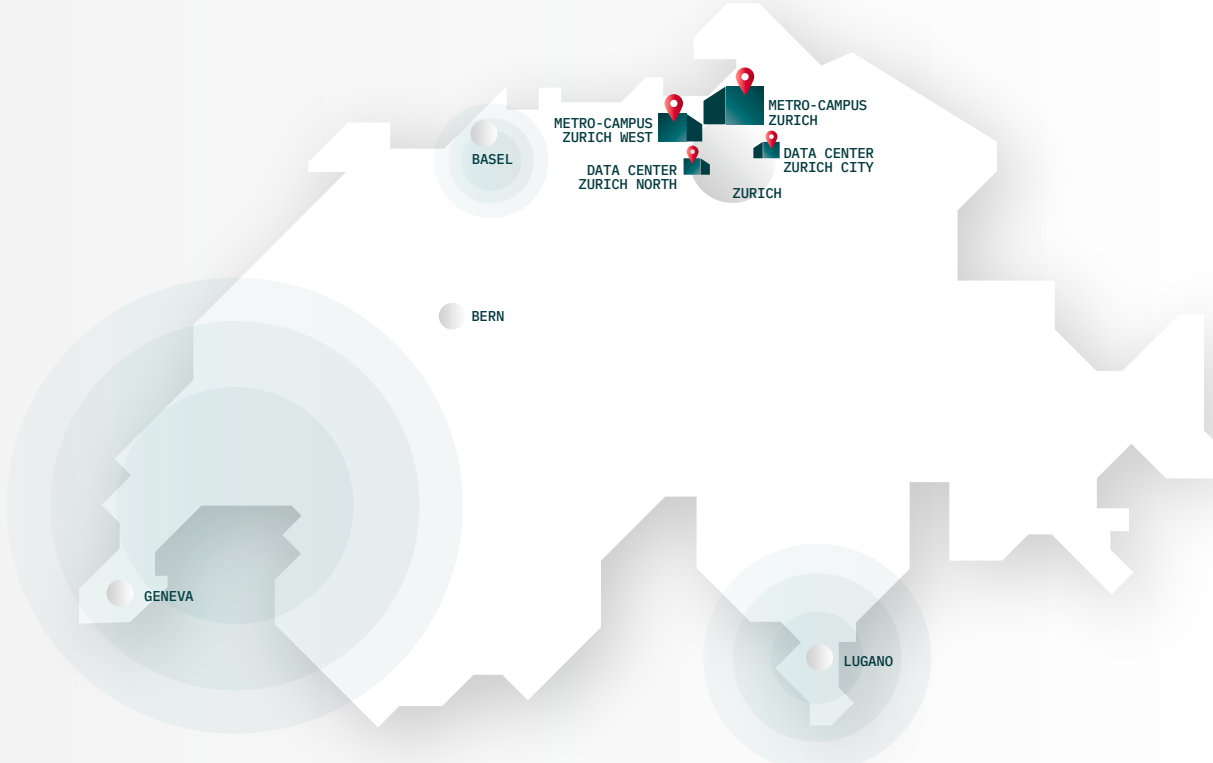 METRO-CAMPUS
ZURICH
METRO-CAMPUS
ZURICH WEST
DATA CENTER
ZURICH CITY
BASEL
DATA CENTER
ZURICH NORTH
ZURICH
BERN
GENEVA
LUGANO